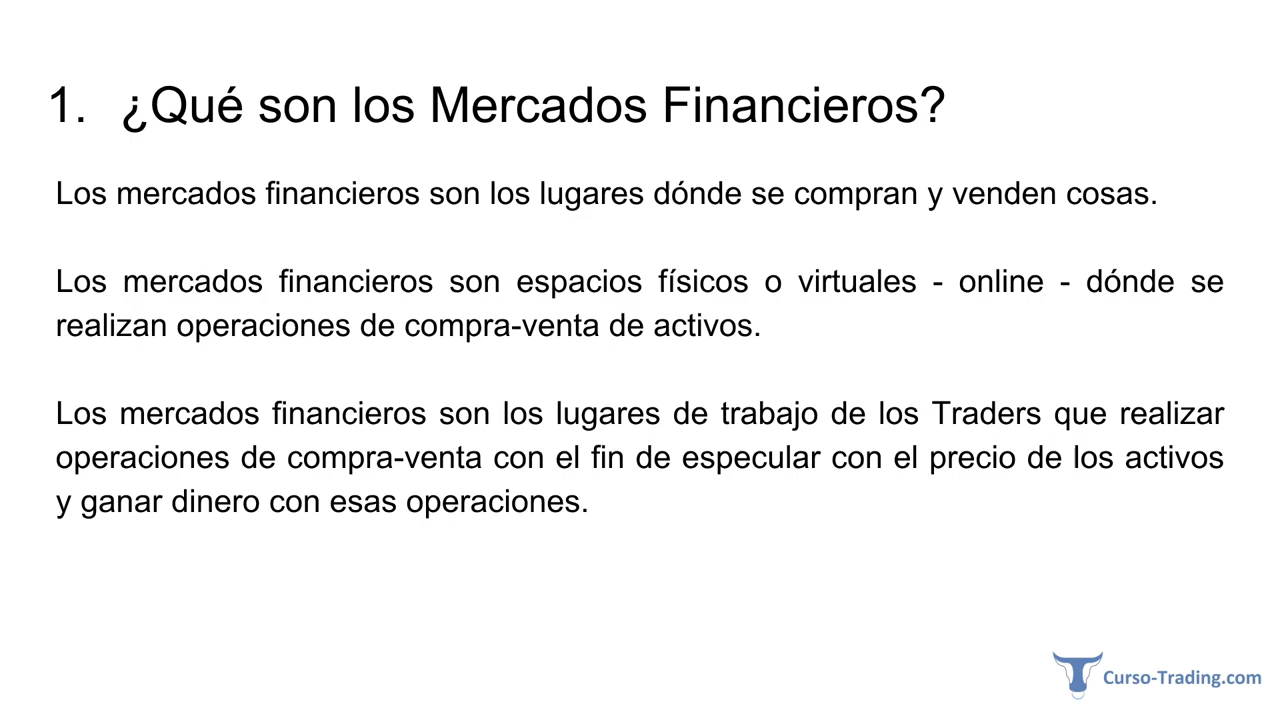 1. ¿Qué son los Mercados Financieros?
Los mercados financieros son los lugares dónde se compran y venden cosas.
Los mercados financieros son espacios físicos o virtuales - online - dónde se
realizan operaciones de compra-venta de activos.
Los mercados financieros son los lugares de trabajo de los Traders que realizar
operaciones de compra-venta con el fin de especular con el precio de los activos
y ganar dinero con esas operaciones.
Curso-Trading.com